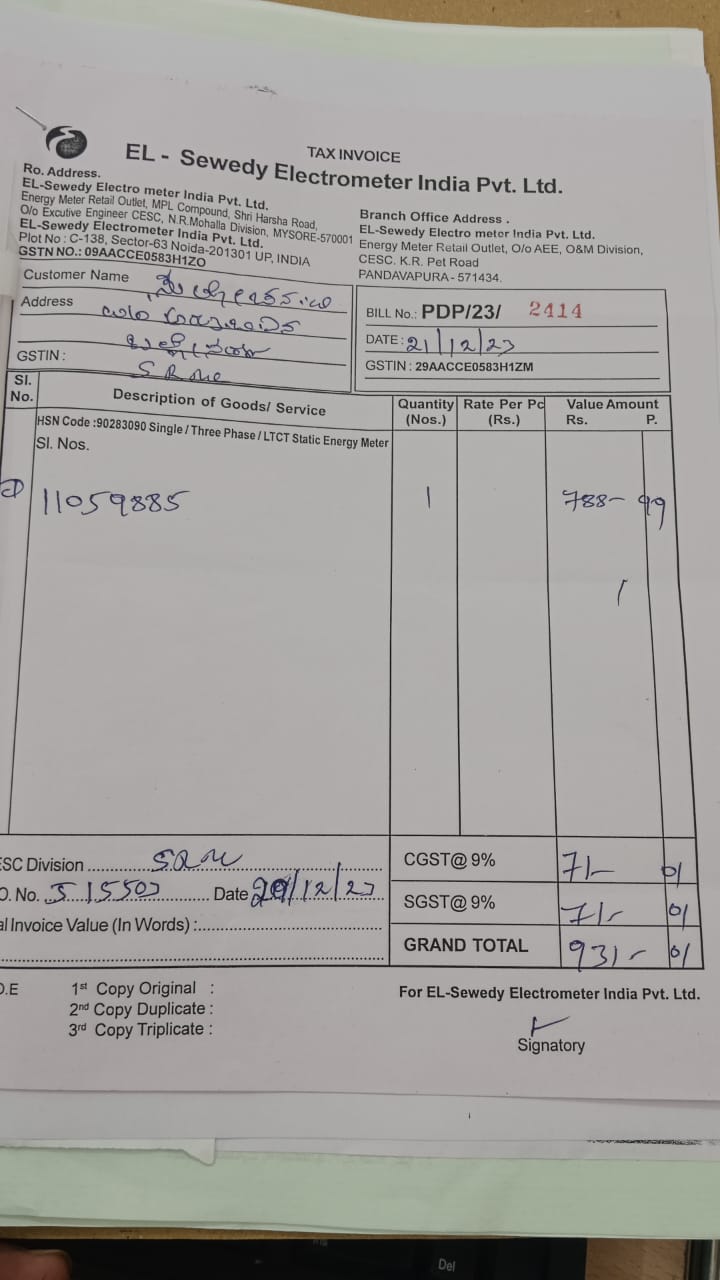 TAX INVOICE
EL - Sewedy Electrometer India Pvt. Ltd.
Ro. Address.
EL-Sewedy Electro meter India Pvt. Ltd.
Energy Meter Retail Outlet, MPL Compound, Shri Harsha Road,
O/o Excutive Engineer CESC, N.R.Mohalla Division, MYSORE-570001
EL-Sewedy Electrometer India Pvt. Ltd.
Plot No : C-138, Sector-63 Noida-201301 UP, INDIA
GSTN NO.: 09AACCE0583H1ZO
Branch Office Address .
EL-Sewedy Electro meter India Pvt. Ltd.
Energy Meter Retail Outlet, O/o AEE, O&M Division,
CESC. K.R. Pet Road
PANDAVAPURA - 571434.
Customer Name
Address
GSTIN :
BILL No.: PDP/23/ 2414
DATE : 21/12/23
GSTIN : 29AACCE0583H1ZM
Sl. No. Description of Goods/ Service Quantity (Nos.) Rate Per Pc (Rs.) Value Amount Rs. P.
HSN Code :90283090 Single / Three Phase / LTCT Static Energy Meter
Sl. Nos.
11059885 1 788- 99
ESC Division
O. No. 515503 Date 20/12/23
al Invoice Value (In Words) :
CGST@ 9% 71- 01
SGST@ 9% 71- 01
GRAND TOTAL 931- 01
O.E 1st Copy Original :
2nd Copy Duplicate :
3rd Copy Triplicate :
For EL-Sewedy Electrometer India Pvt. Ltd.
Signatory
Del